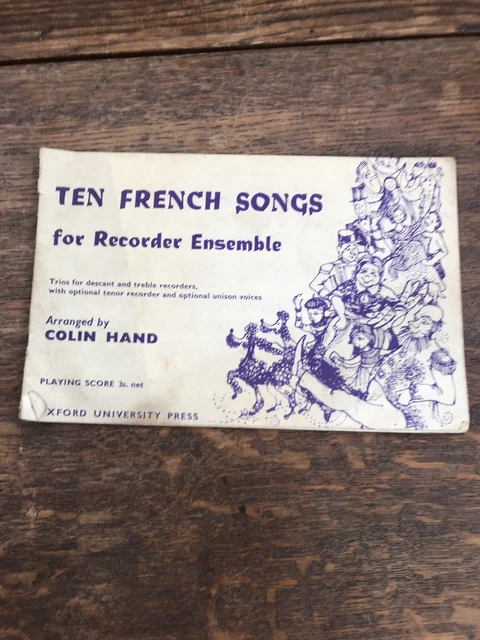 TEN FRENCH SONGS
for Recorder Ensemble
Trios for descant and treble recorders,
with optional tenor recorder and optional unison voices
Arranged by
COLIN HAND
PLAYING SCORE 3s. net
XFORD UNIVERSITY PRESS